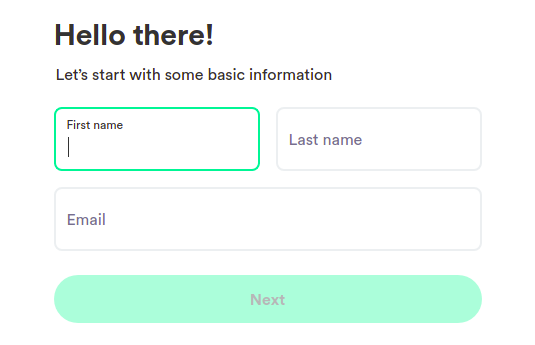 Hello there!
Let's start with some basic information
First name
Last name
Email
Next